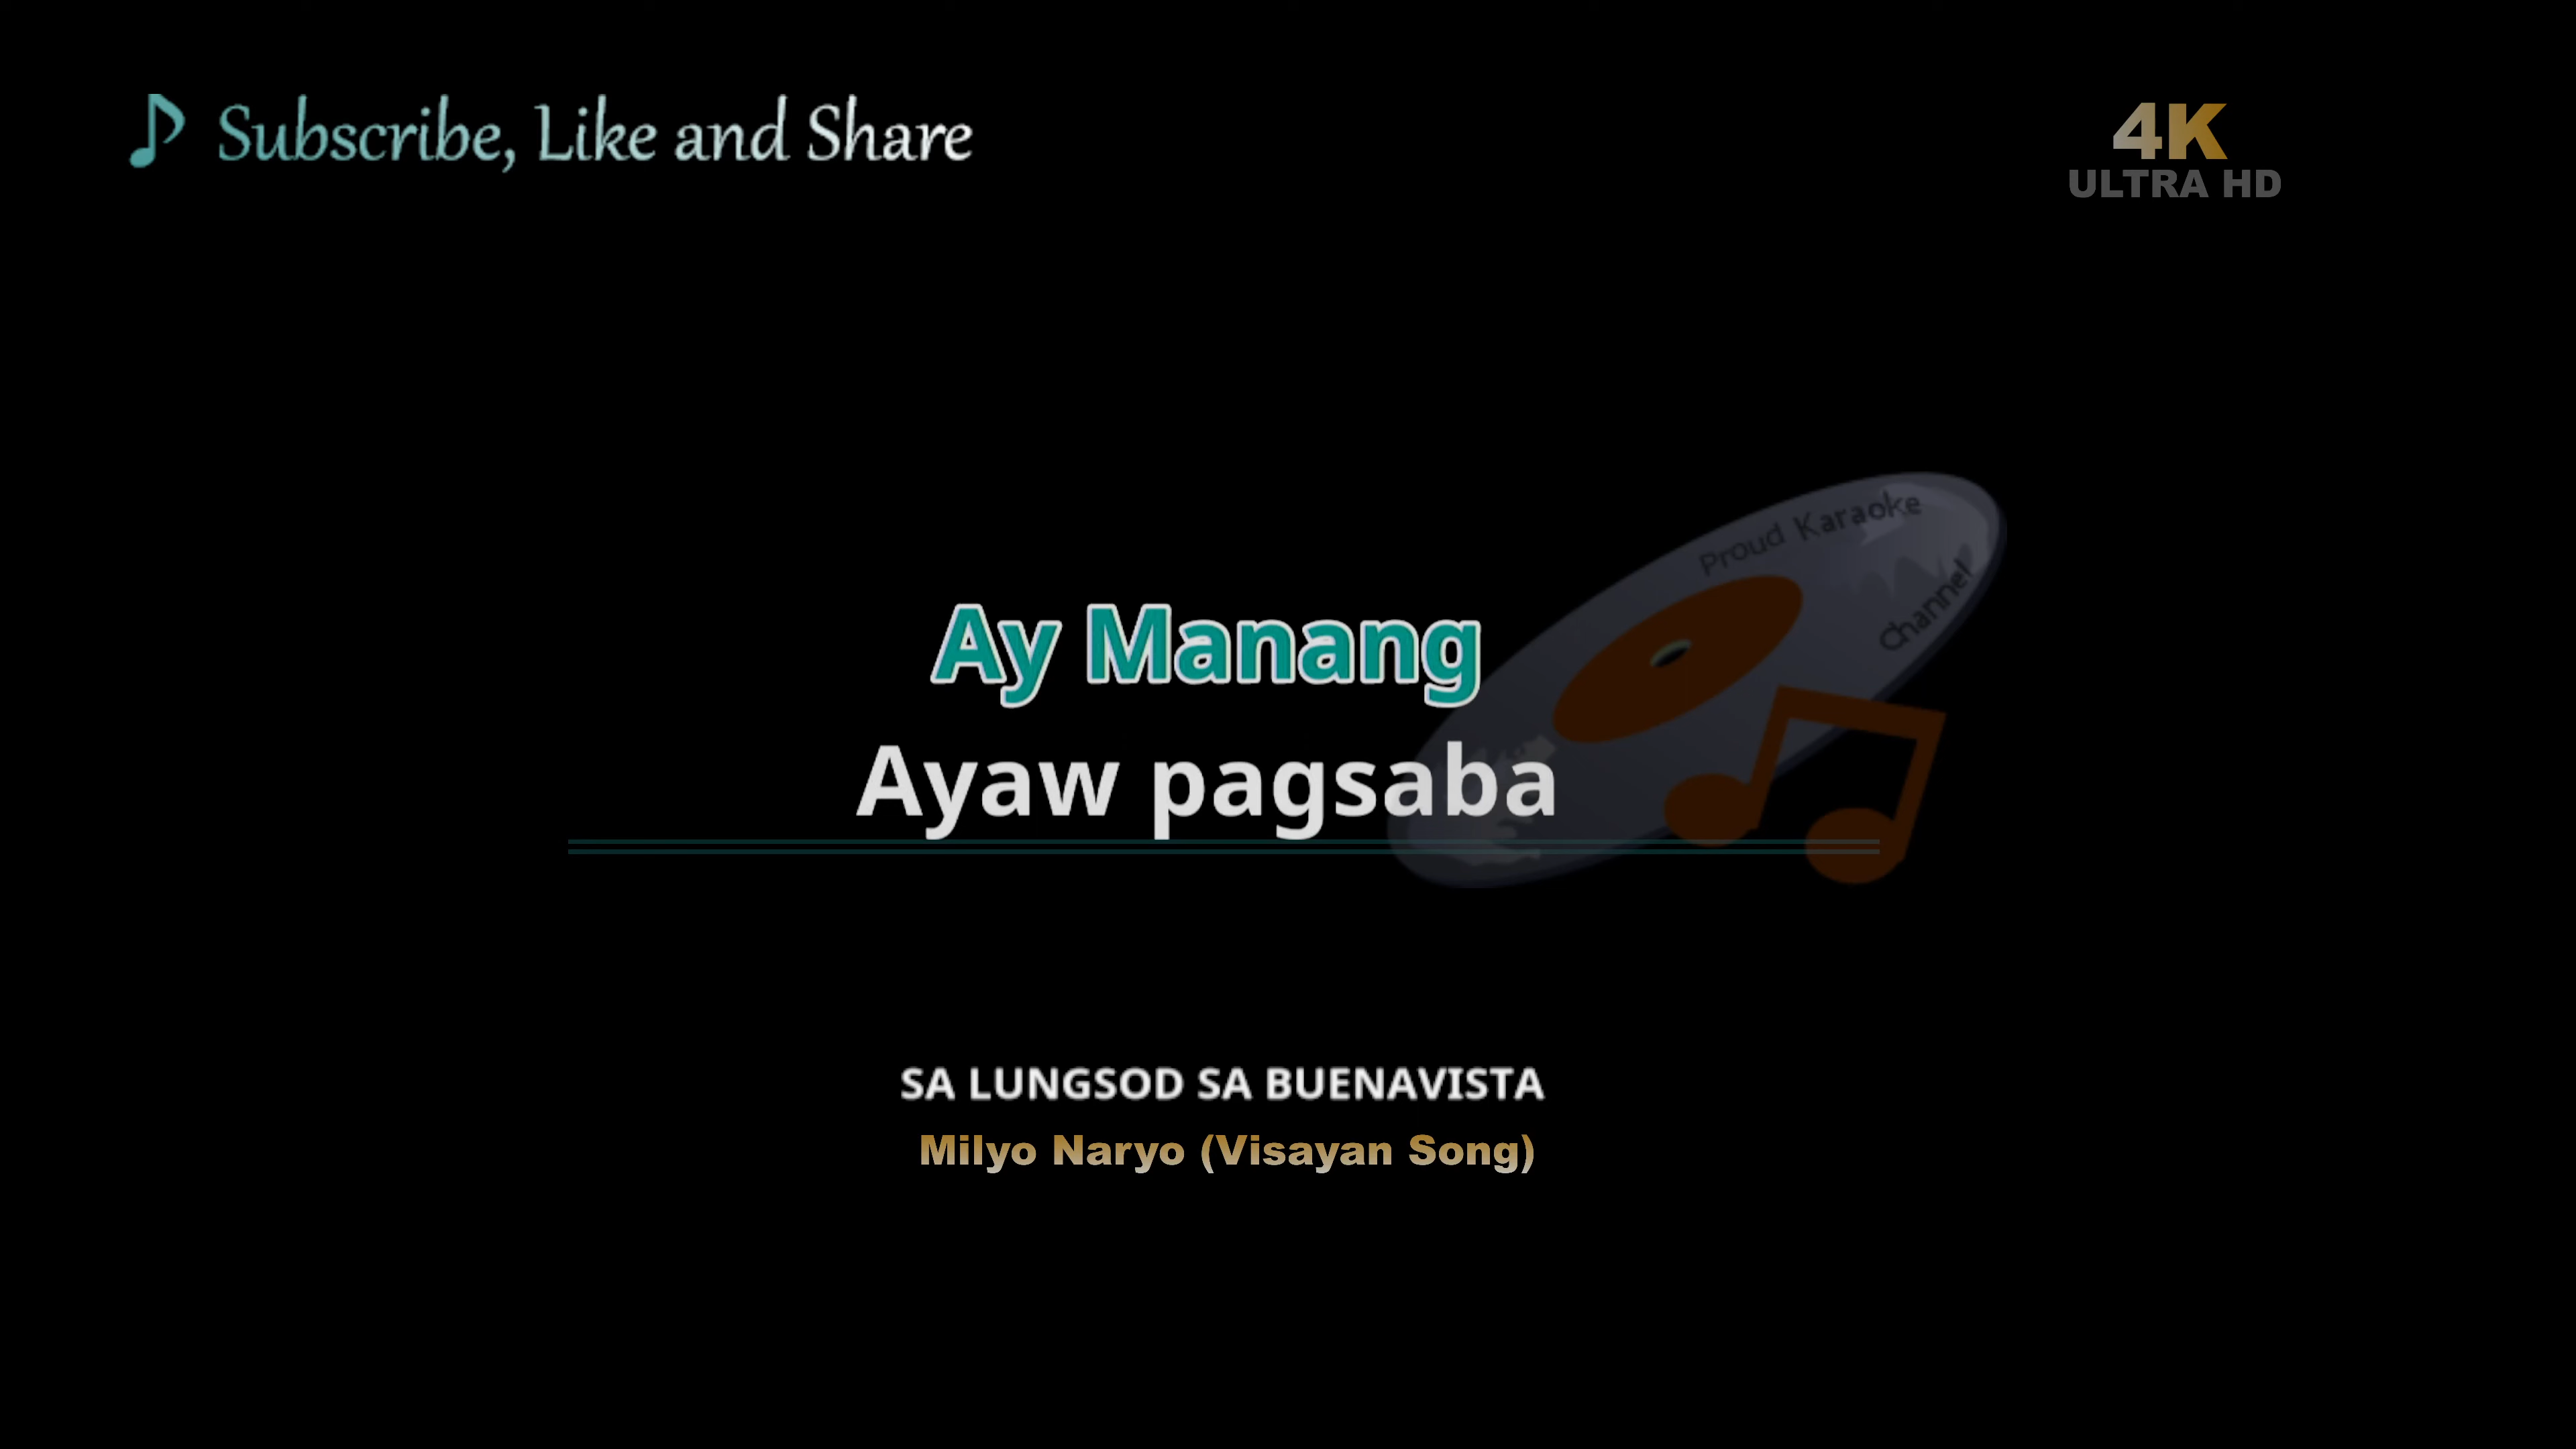 Subscribe, Like and Share
4K
ULTRA HD
Proud Karaoke
Channel
Ay Manang
Ayaw pagsaba
SA LUNGSOD SA BUENAVISTA
Milyo Naryo (Visayan Song)